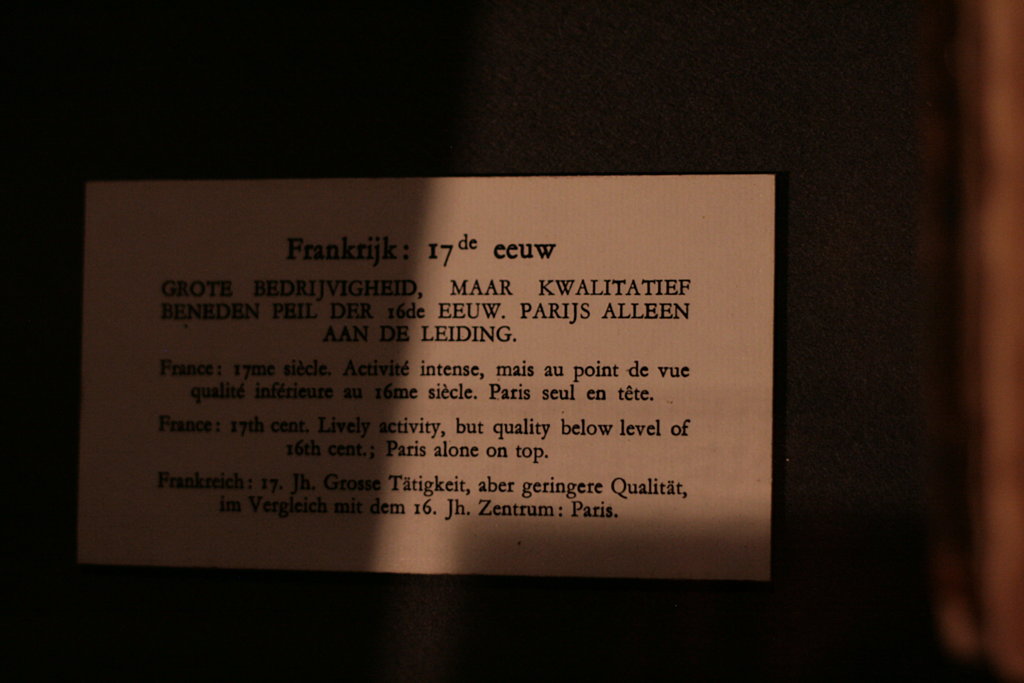 Frankrijk: 17de eeuw
GROTE BEDRIJVIGHEID, MAAR KWALITATIEF
BENEDEN PEIL DER 16de EEUW. PARIJS ALLEEN
AAN DE LEIDING.
France: 17me siècle. Activité intense, mais au point de vue
qualité inférieure au 16me siècle. Paris seul en tête.
France: 17th cent. Lively activity, but quality below level of
16th cent.; Paris alone on top.
Frankreich: 17. Jh. Grosse Tätigkeit, aber geringere Qualität,
im Vergleich mit dem 16. Jh. Zentrum: Paris.